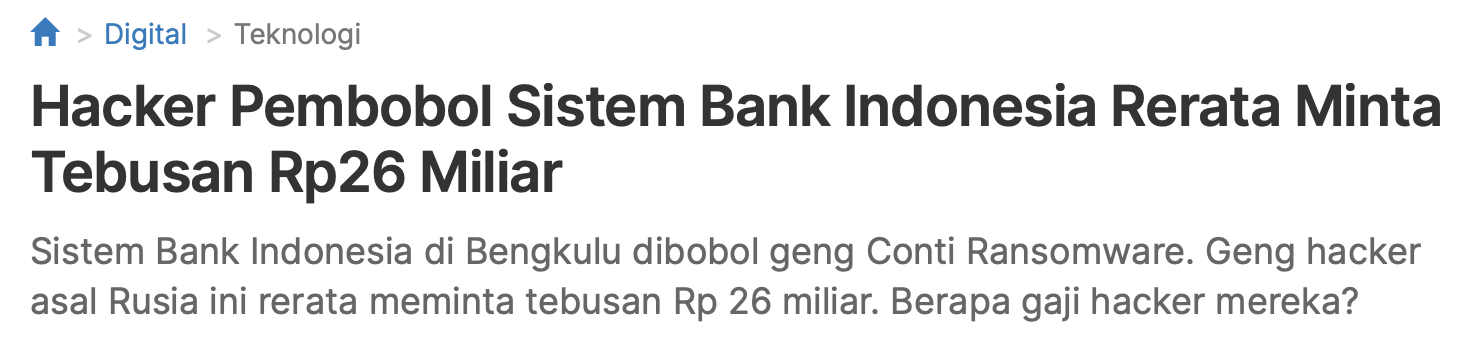 > Digital > Teknologi
Hacker Pembobol Sistem Bank Indonesia Rerata Minta
Tebusan Rp26 Miliar
Sistem Bank Indonesia di Bengkulu dibobol geng Conti Ransomware. Geng hacker
asal Rusia ini rerata meminta tebusan Rp 26 miliar. Berapa gaji hacker mereka?